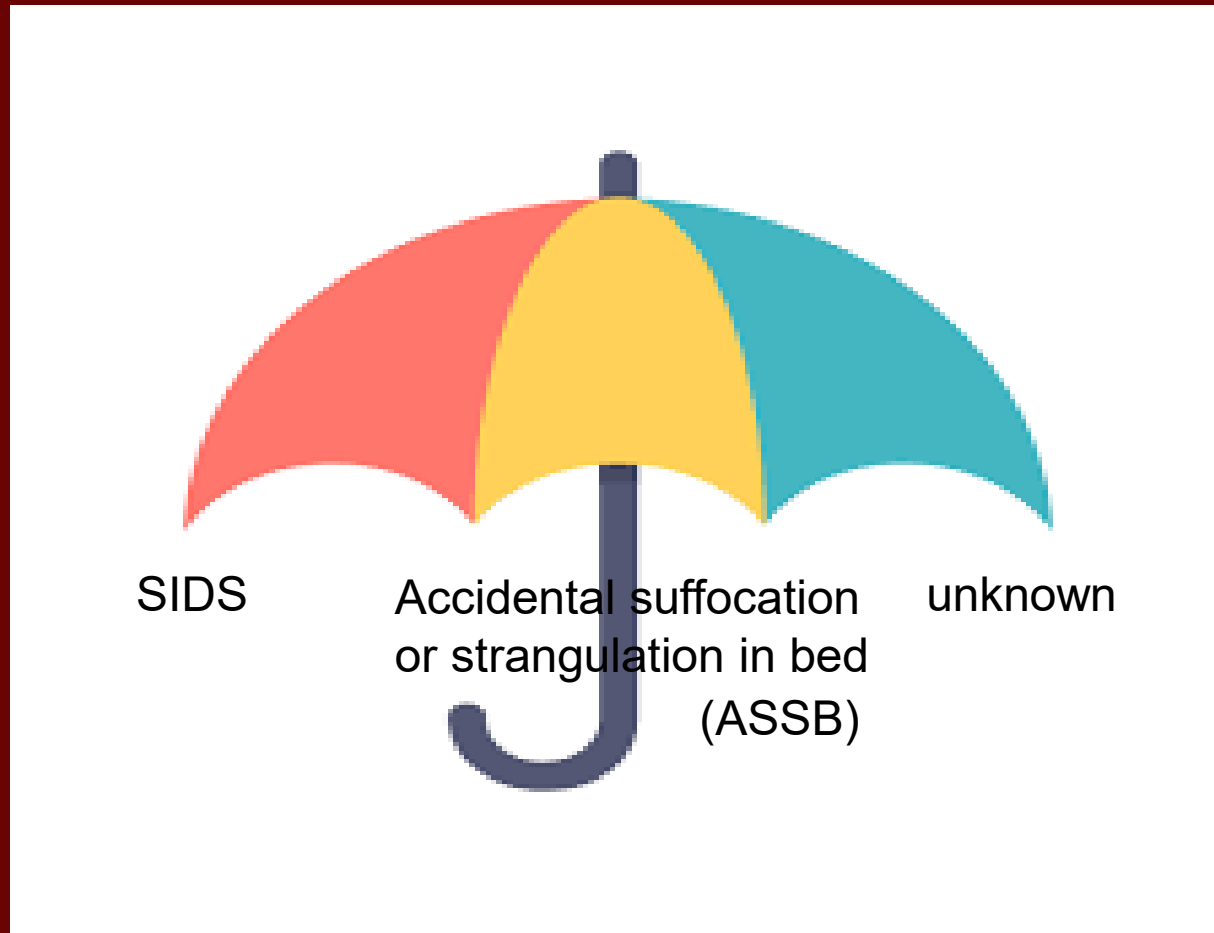 SIDS
Accidental suffocation
or strangulation in bed
(ASSB)
unknown